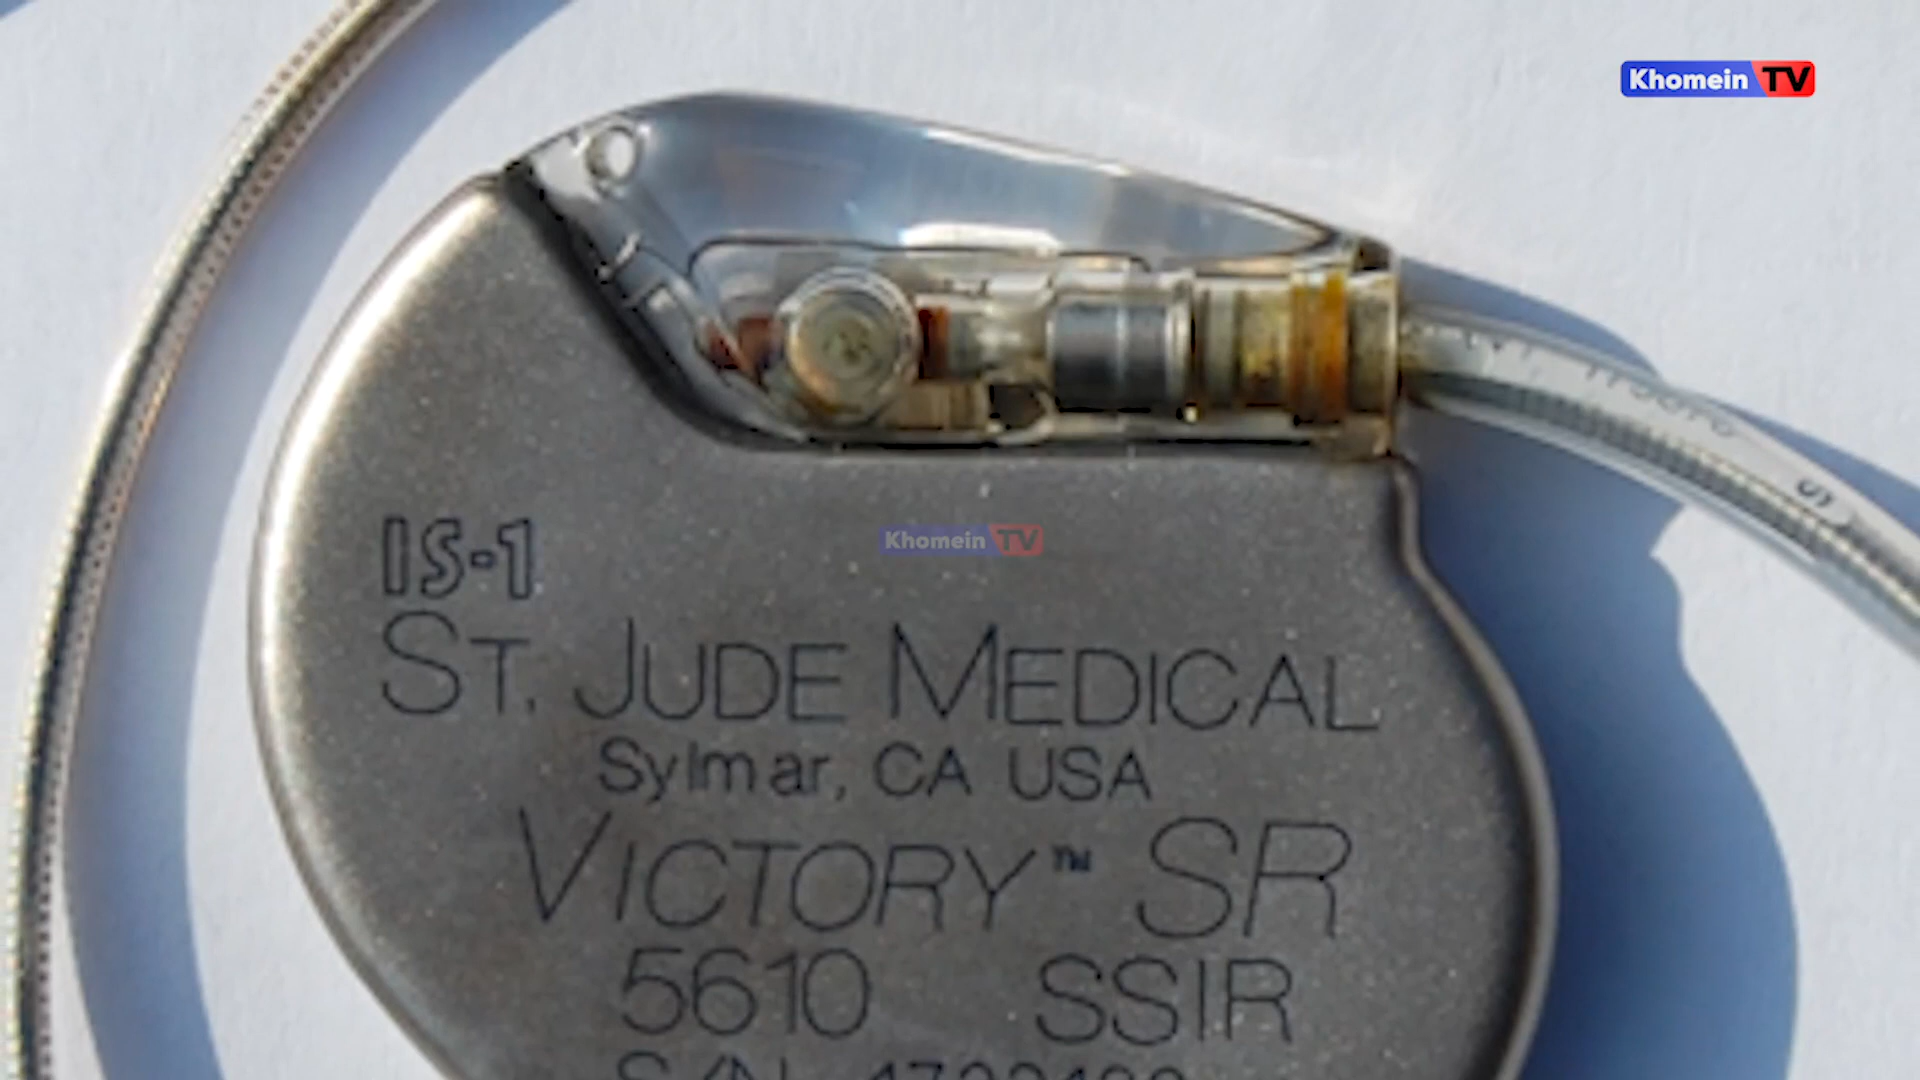 Khomein TV
IS-1
Khomein TV
ST. JUDE MEDICAL
Sylmar, CA USA
VICTORY™ SR
5610 SSIR
S/N